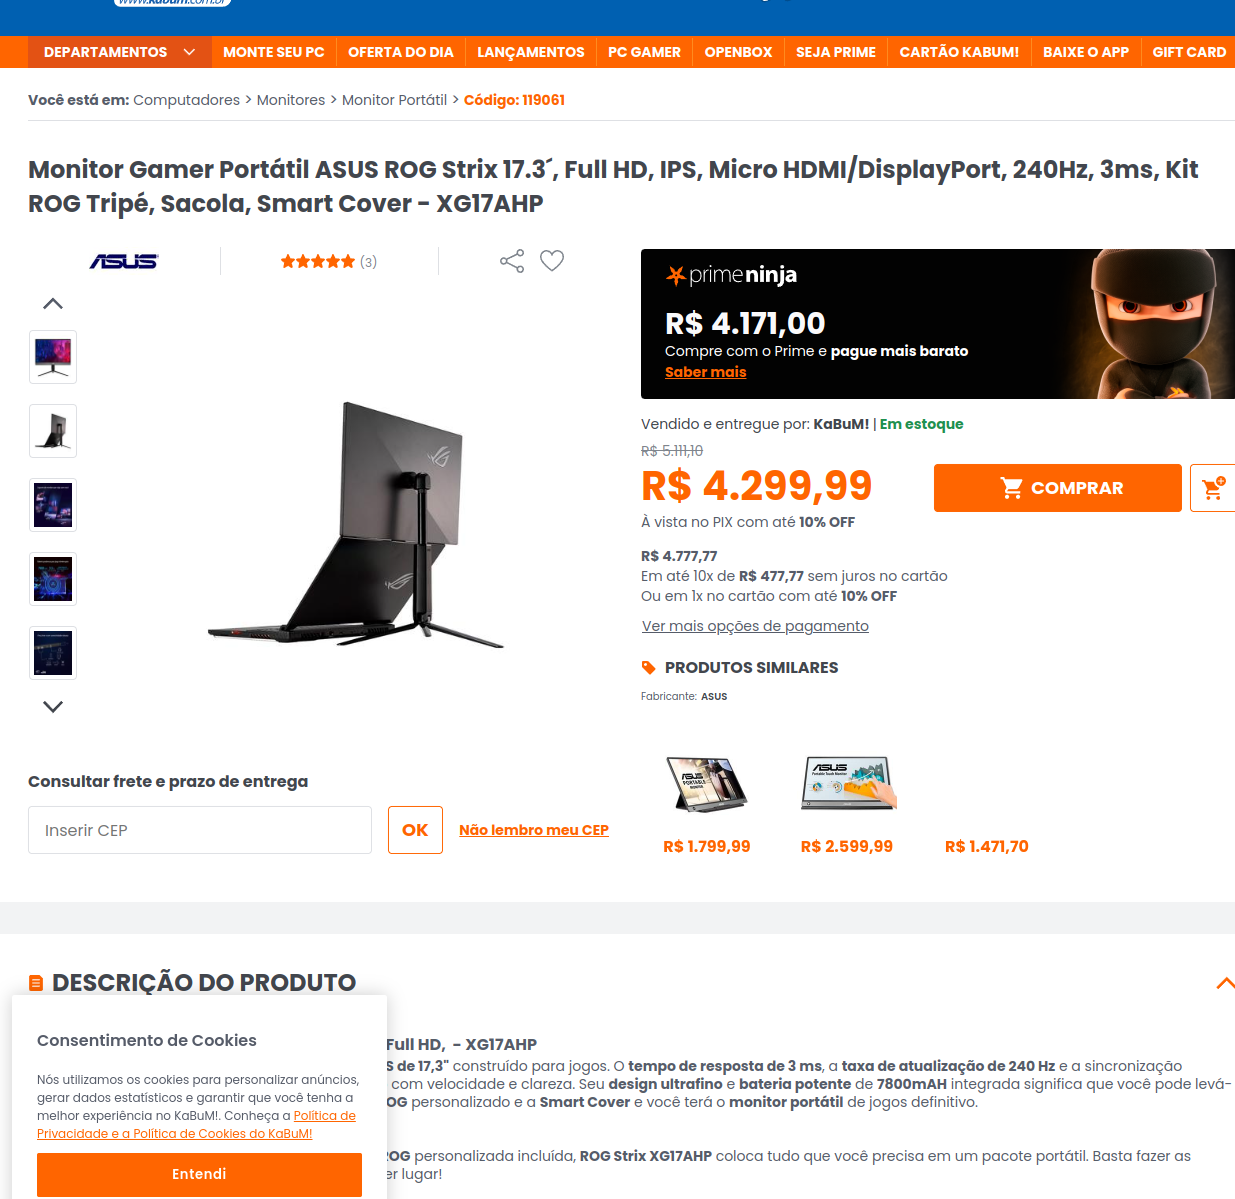 www.kabum.com.br
DEPARTAMENTOS MONTE SEU PC OFERTA DO DIA LANÇAMENTOS PC GAMER OPENBOX SEJA PRIME CARTÃO KABUM! BAIXE O APP GIFT CARD
Você está em: Computadores > Monitores > Monitor Portátil > Código: 119061
Monitor Gamer Portátil ASUS ROG Strix 17.3´, Full HD, IPS, Micro HDMI/DisplayPort, 240Hz, 3ms, Kit
ROG Tripé, Sacola, Smart Cover - XG17AHP
ASUS (3)
primeninja
R$ 4.171,00
Compre com o Prime e pague mais barato
Saber mais
Vendido e entregue por: KaBuM! | Em estoque
R$ 5.111,10
R$ 4.299,99
COMPRAR
À vista no PIX com até 10% OFF
R$ 4.777,77
Em até 10x de R$ 477,77 sem juros no cartão
Ou em 1x no cartão com até 10% OFF
Ver mais opções de pagamento
PRODUTOS SIMILARES
Fabricante: ASUS
ASUS
PORTABLE
MONITOR
ASUS
Portable Touch Monitor
R$ 1.799,99 R$ 2.599,99 R$ 1.471,70
Consultar frete e prazo de entrega
Inserir CEP OK Não lembro meu CEP
DESCRIÇÃO DO PRODUTO
Full HD, - XG17AHP
S de 17,3" construído para jogos. O tempo de resposta de 3 ms, a taxa de atualização de 240 Hz e a sincronização
com velocidade e clareza. Seu design ultrafino e bateria potente de 7800mAH integrada significa que você pode levá-
OG personalizado e a Smart Cover e você terá o monitor portátil de jogos definitivo.
ROG personalizada incluída, ROG Strix XG17AHP coloca tudo que você precisa em um pacote portátil. Basta fazer as
er lugar!
Consentimento de Cookies
Nós utilizamos os cookies para personalizar anúncios,
gerar dados estatísticos e garantir que você tenha a
melhor experiência no KaBuM!. Conheça a Política de
Privacidade e a Política de Cookies do KaBuM!
Entendi